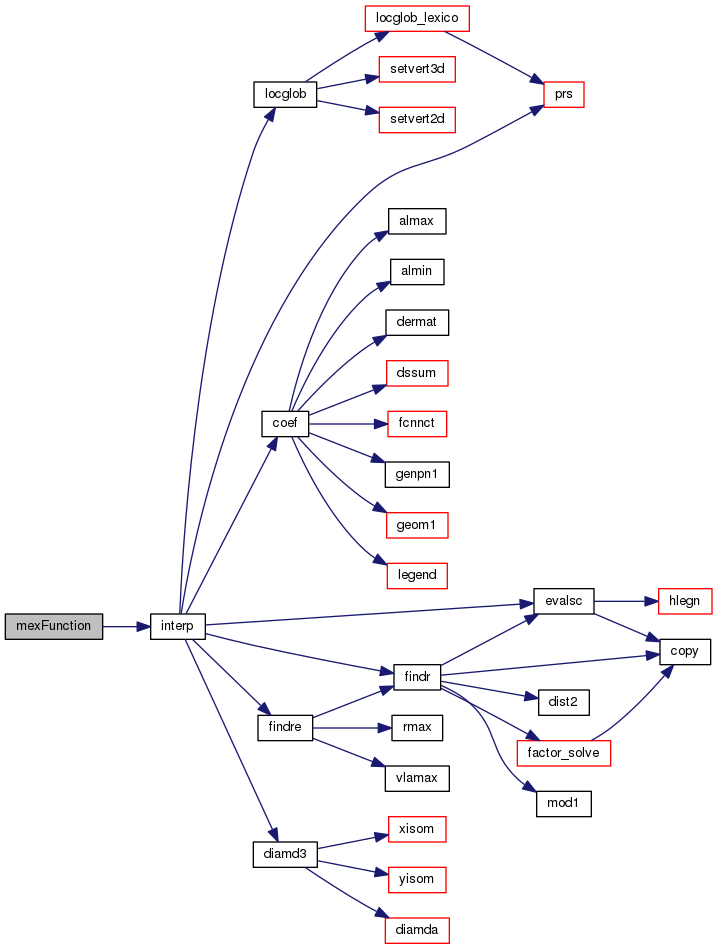 locglob_lexico
setvert3d
locglob
prs
setvert2d
almax
almin
dermat
dssum
coef
fcnnct
genpn1
geom1
legend
evalsc
hlegn
mexFunction
interp
copy
findr
dist2
findre
rmax
factor_solve
vlamax
mod1
xisom
diamd3
yisom
diamda